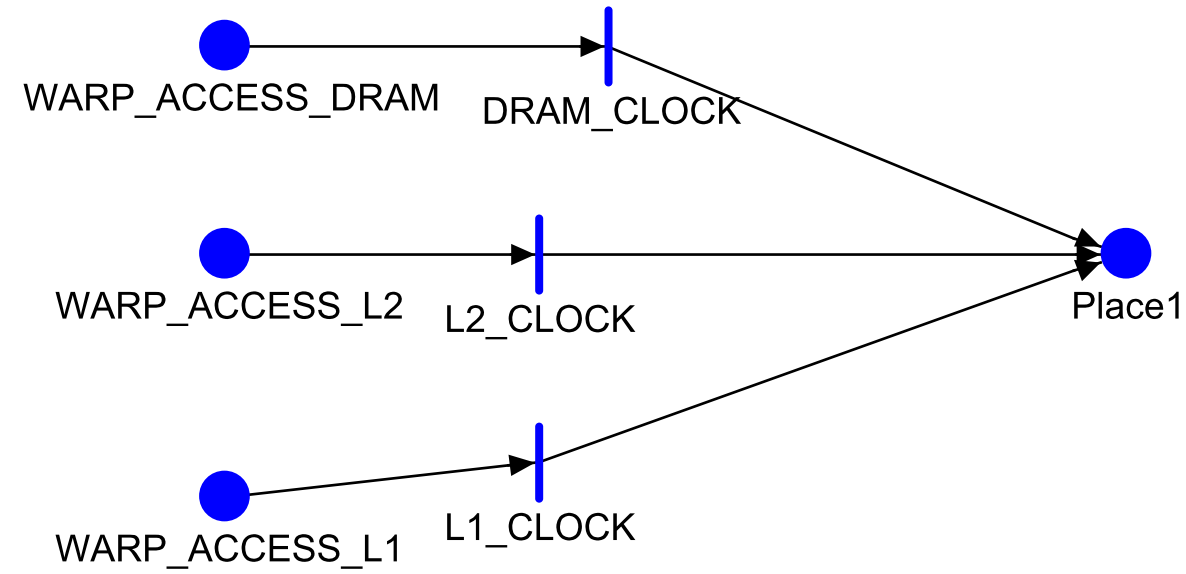 WARP_ACCESS_DRAM
DRAM_CLOCK
WARP_ACCESS_L2
L2_CLOCK
Place1
WARP_ACCESS_L1
L1_CLOCK